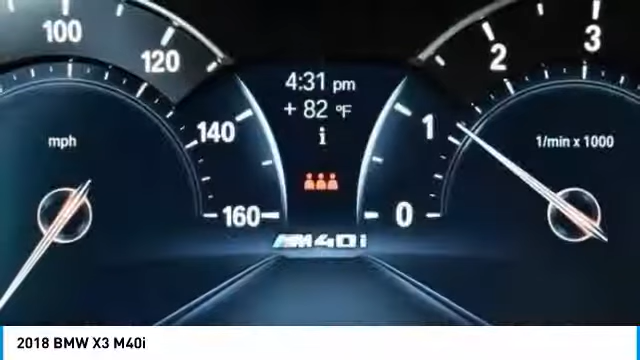 100
120
140
160
mph
4:31 pm
+ 82 °F
i
M40i
0
1
2
3
1/min x 1000
2018 BMW X3 M40i